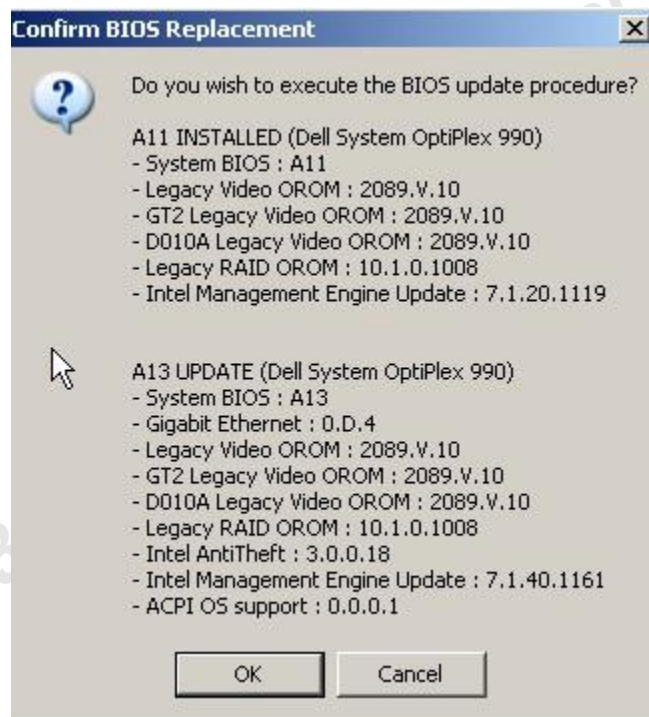 Confirm BIOS Replacement
Do you wish to execute the BIOS update procedure?
A11 INSTALLED (Dell System OptiPlex 990)
- System BIOS : A11
- Legacy Video OROM : 2089.V.10
- GT2 Legacy Video OROM : 2089.V.10
- D010A Legacy Video OROM : 2089.V.10
- Legacy RAID OROM : 10.1.0.1008
- Intel Management Engine Update : 7.1.20.1119
A13 UPDATE (Dell System OptiPlex 990)
- System BIOS : A13
- Gigabit Ethernet : 0.D.4
- Legacy Video OROM : 2089.V.10
- GT2 Legacy Video OROM : 2089.V.10
- D010A Legacy Video OROM : 2089.V.10
- Legacy RAID OROM : 10.1.0.1008
- Intel AntiTheft : 3.0.0.18
- Intel Management Engine Update : 7.1.40.1161
- ACPI OS support : 0.0.0.1
OK
Cancel